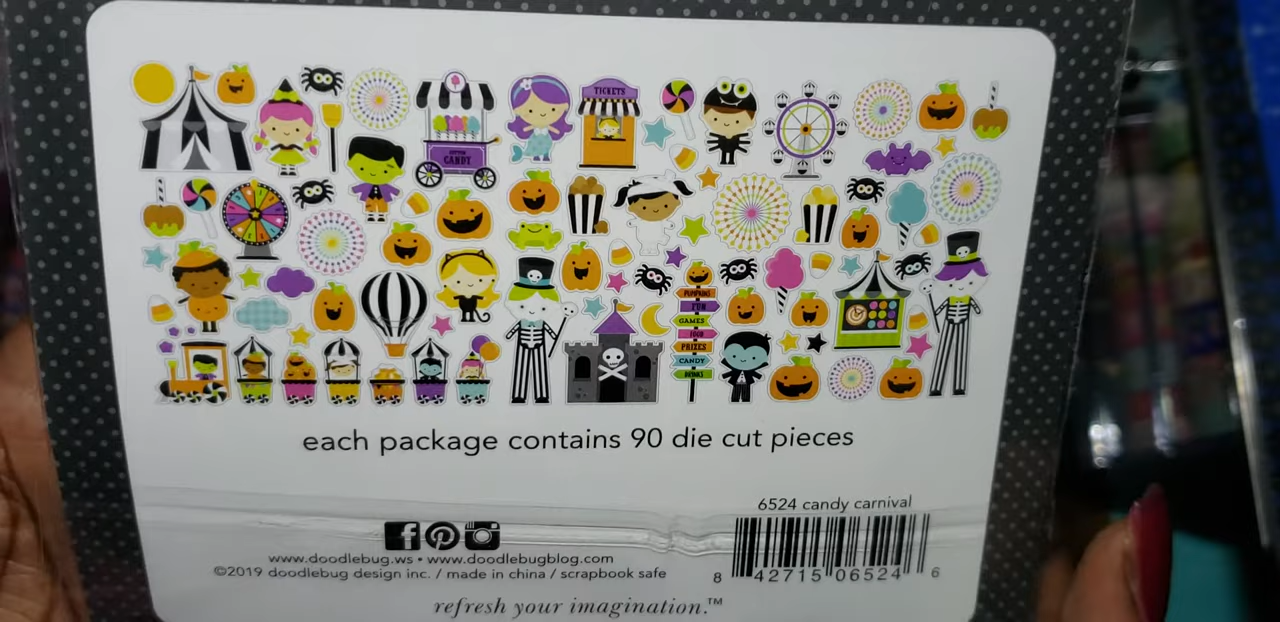 TICKETS
COTTON
CANDY
PUMPKINS
FUN
GAMES
FOOD
PRIZES
CANDY
DRINKS
each package contains 90 die cut pieces
6524 candy carnival
www.doodlebug.ws • www.doodlebugblog.com
©2019 doodlebug design inc. / made in china / scrapbook safe
8 42715 06524 6
refresh your imagination.™